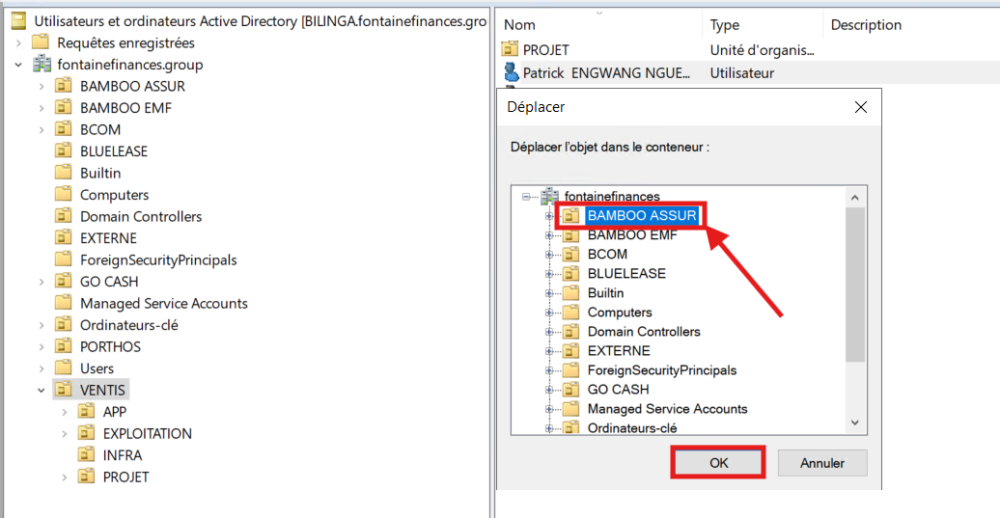 Utilisateurs et ordinateurs Active Directory [BILINGA.fontainefinances.gro
Requêtes enregistrées
fontainefinances.group
BAMBOO ASSUR
BAMBOO EMF
BCOM
BLUELEASE
Builtin
Computers
Domain Controllers
EXTERNE
ForeignSecurityPrincipals
GO CASH
Managed Service Accounts
Ordinateurs-clé
PORTHOS
Users
VENTIS
APP
EXPLOITATION
INFRA
PROJET
Nom Type Description
PROJET Unité d'organis...
Patrick ENGWANG NGUE... Utilisateur
Déplacer
Déplacer l'objet dans le conteneur :
fontainefinances
BAMBOO ASSUR
BAMBOO EMF
BCOM
BLUELEASE
Builtin
Computers
Domain Controllers
EXTERNE
ForeignSecurityPrincipals
GO CASH
Managed Service Accounts
Ordinateurs-clé
OK Annuler